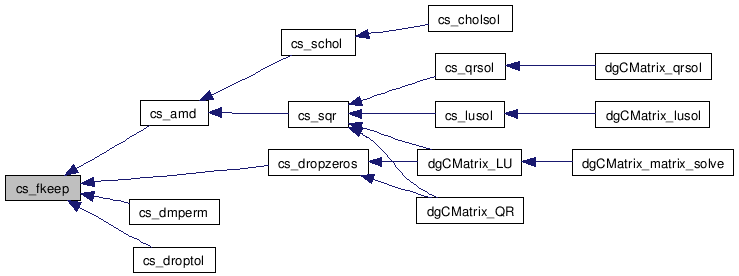 cs_cholsol
cs_schol
cs_qrsol
dgCMatrix_qrsol
cs_amd
cs_sqr
cs_lusol
dgCMatrix_lusol
cs_dropzeros
dgCMatrix_LU
dgCMatrix_matrix_solve
cs_fkeep
cs_dmperm
dgCMatrix_QR
cs_droptol